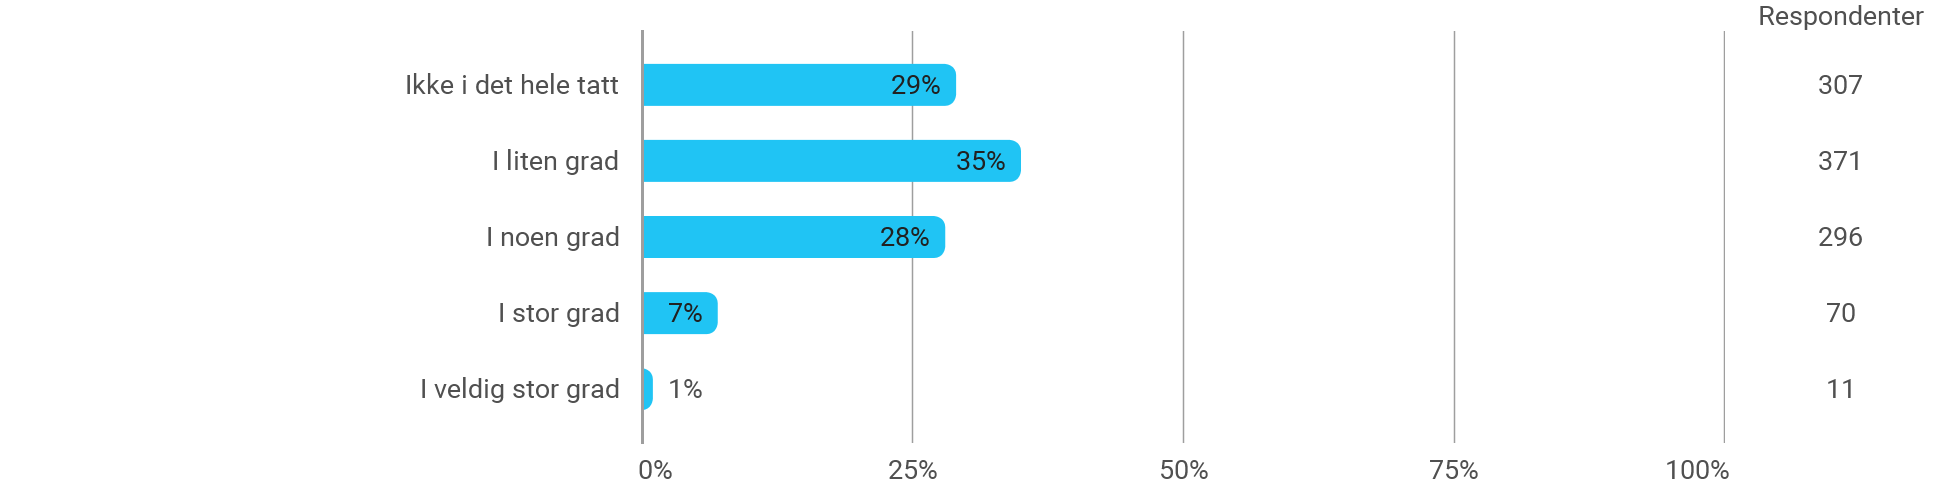 Respondenter
Ikke i det hele tatt 29% 307
I liten grad 35% 371
I noen grad 28% 296
I stor grad 7% 70
I veldig stor grad 1% 11
0% 25% 50% 75% 100%